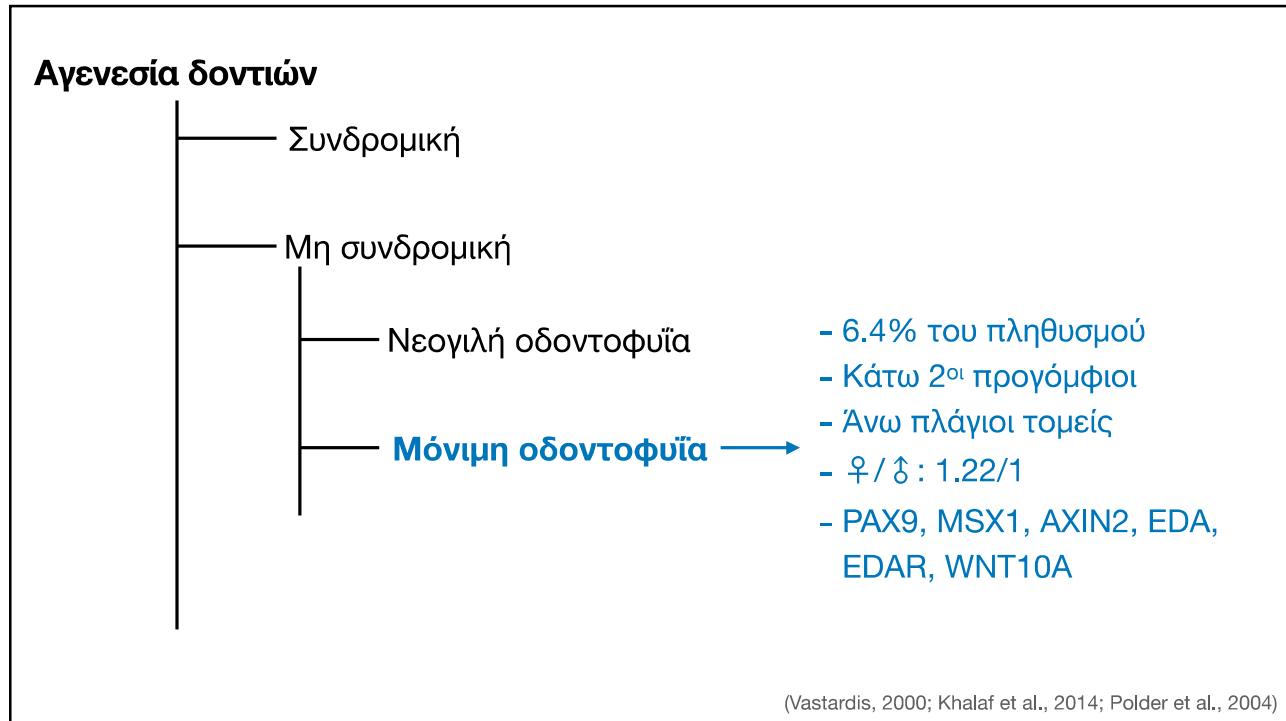 Αγενεσία δοντιών
Συνδρομική
Μη συνδρομική
Νεογιλή οδοντοφυΐα
Μόνιμη οδοντοφυΐα
- 6.4% του πληθυσμού
- Κάτω 2οι προγόμφιοι
- Άνω πλάγιοι τομείς
- ♀/♂: 1.22/1
- PAX9, MSX1, AXIN2, EDA,
EDAR, WNT10A
(Vastardis, 2000; Khalaf et al., 2014; Polder et al., 2004)